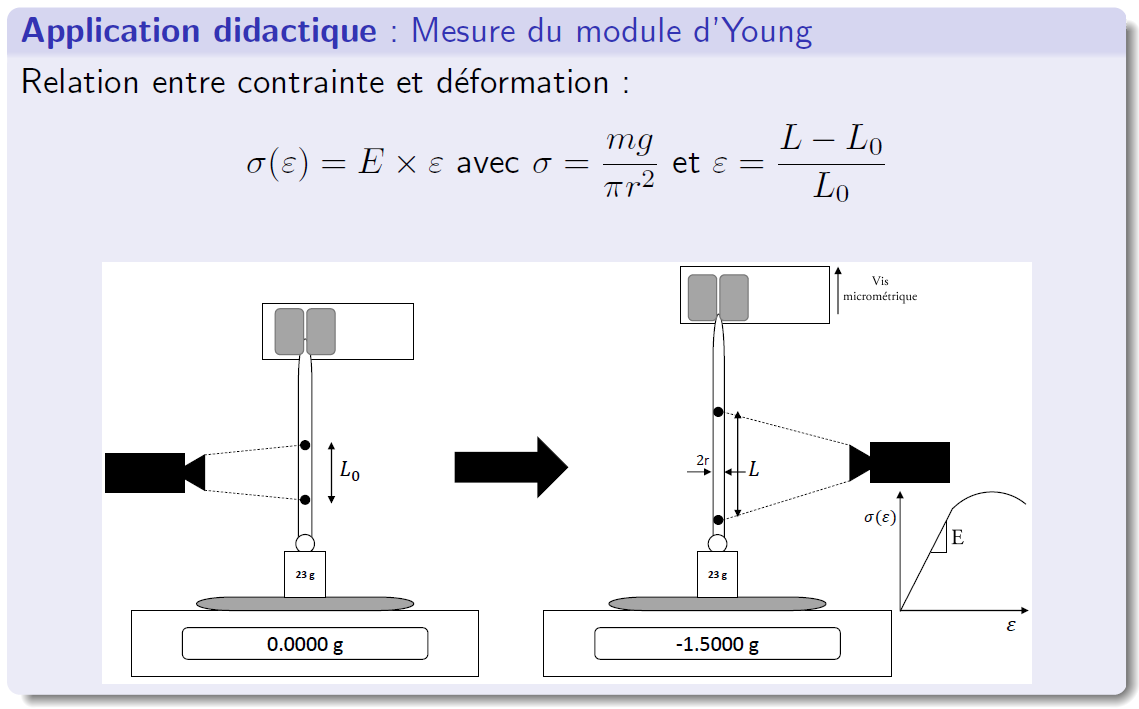 Application didactique : Mesure du module d'Young
Relation entre contrainte et déformation :
σ(ε) = E × ε avec σ = mg/πr² et ε = (L − L₀)/L₀
Vis
micrométrique
L₀
2r
L
σ(ε)
E
23 g
23 g
ε
0.0000 g
-1.5000 g